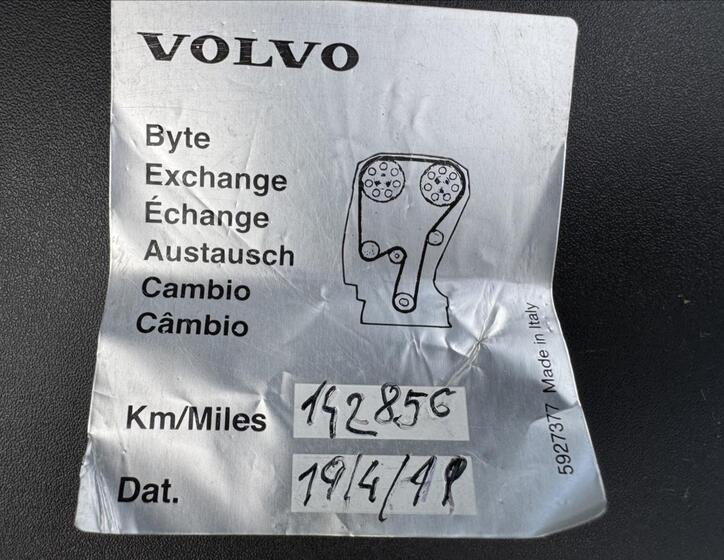 VOLVO
Byte
Exchange
Échange
Austausch
Cambio
Câmbio
Km/Miles 142856
Dat.
5927377 Made in Italy